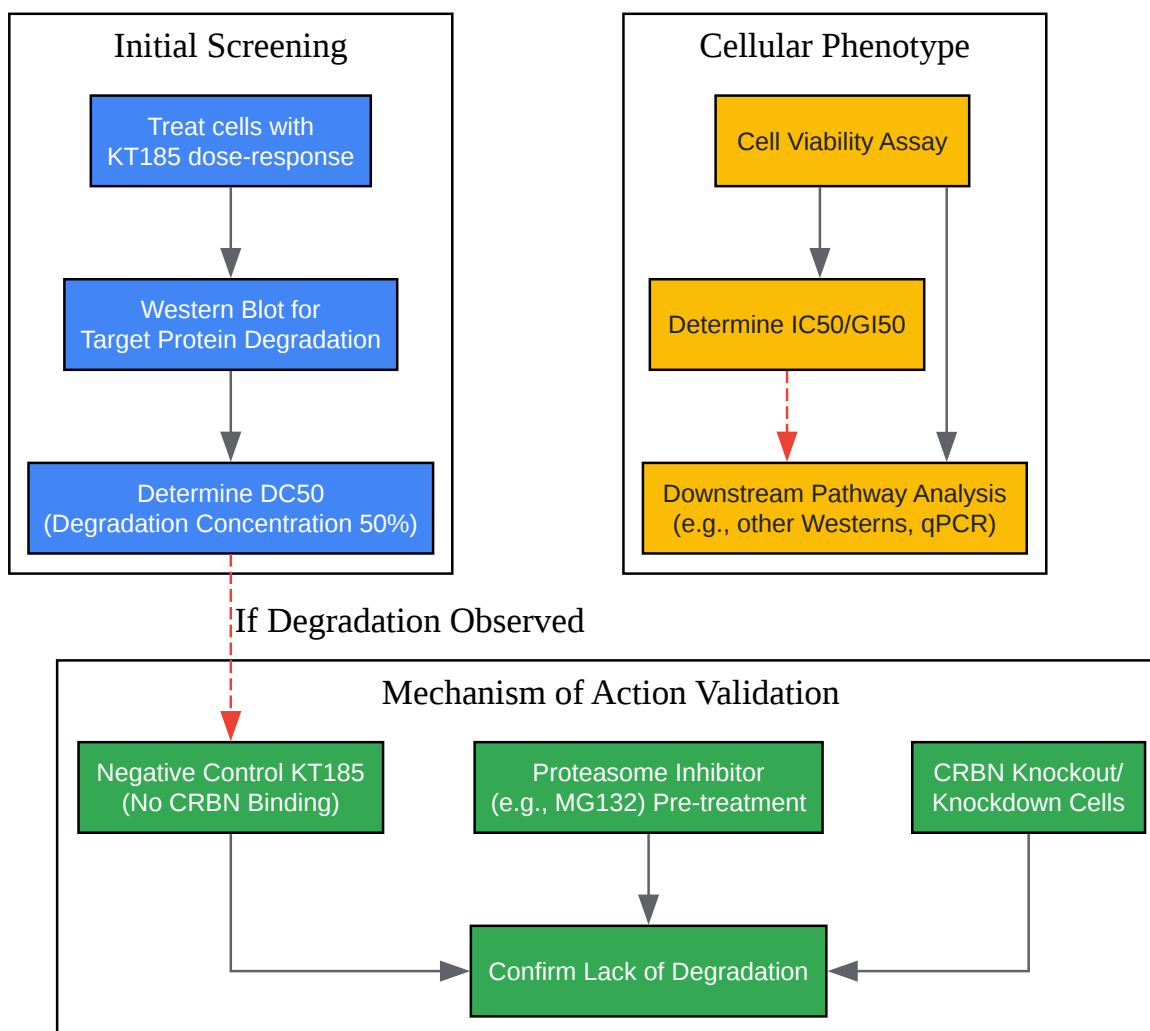 Initial Screening
Treat cells with
KT185 dose-response
Western Blot for
Target Protein Degradation
Determine DC50
(Degradation Concentration 50%)
Cellular Phenotype
Cell Viability Assay
Determine IC50/GI50
Downstream Pathway Analysis
(e.g., other Westerns, qPCR)
If Degradation Observed
Mechanism of Action Validation
Negative Control KT185
(No CRBN Binding)
Proteasome Inhibitor
(e.g., MG132) Pre-treatment
CRBN Knockout/
Knockdown Cells
Confirm Lack of Degradation